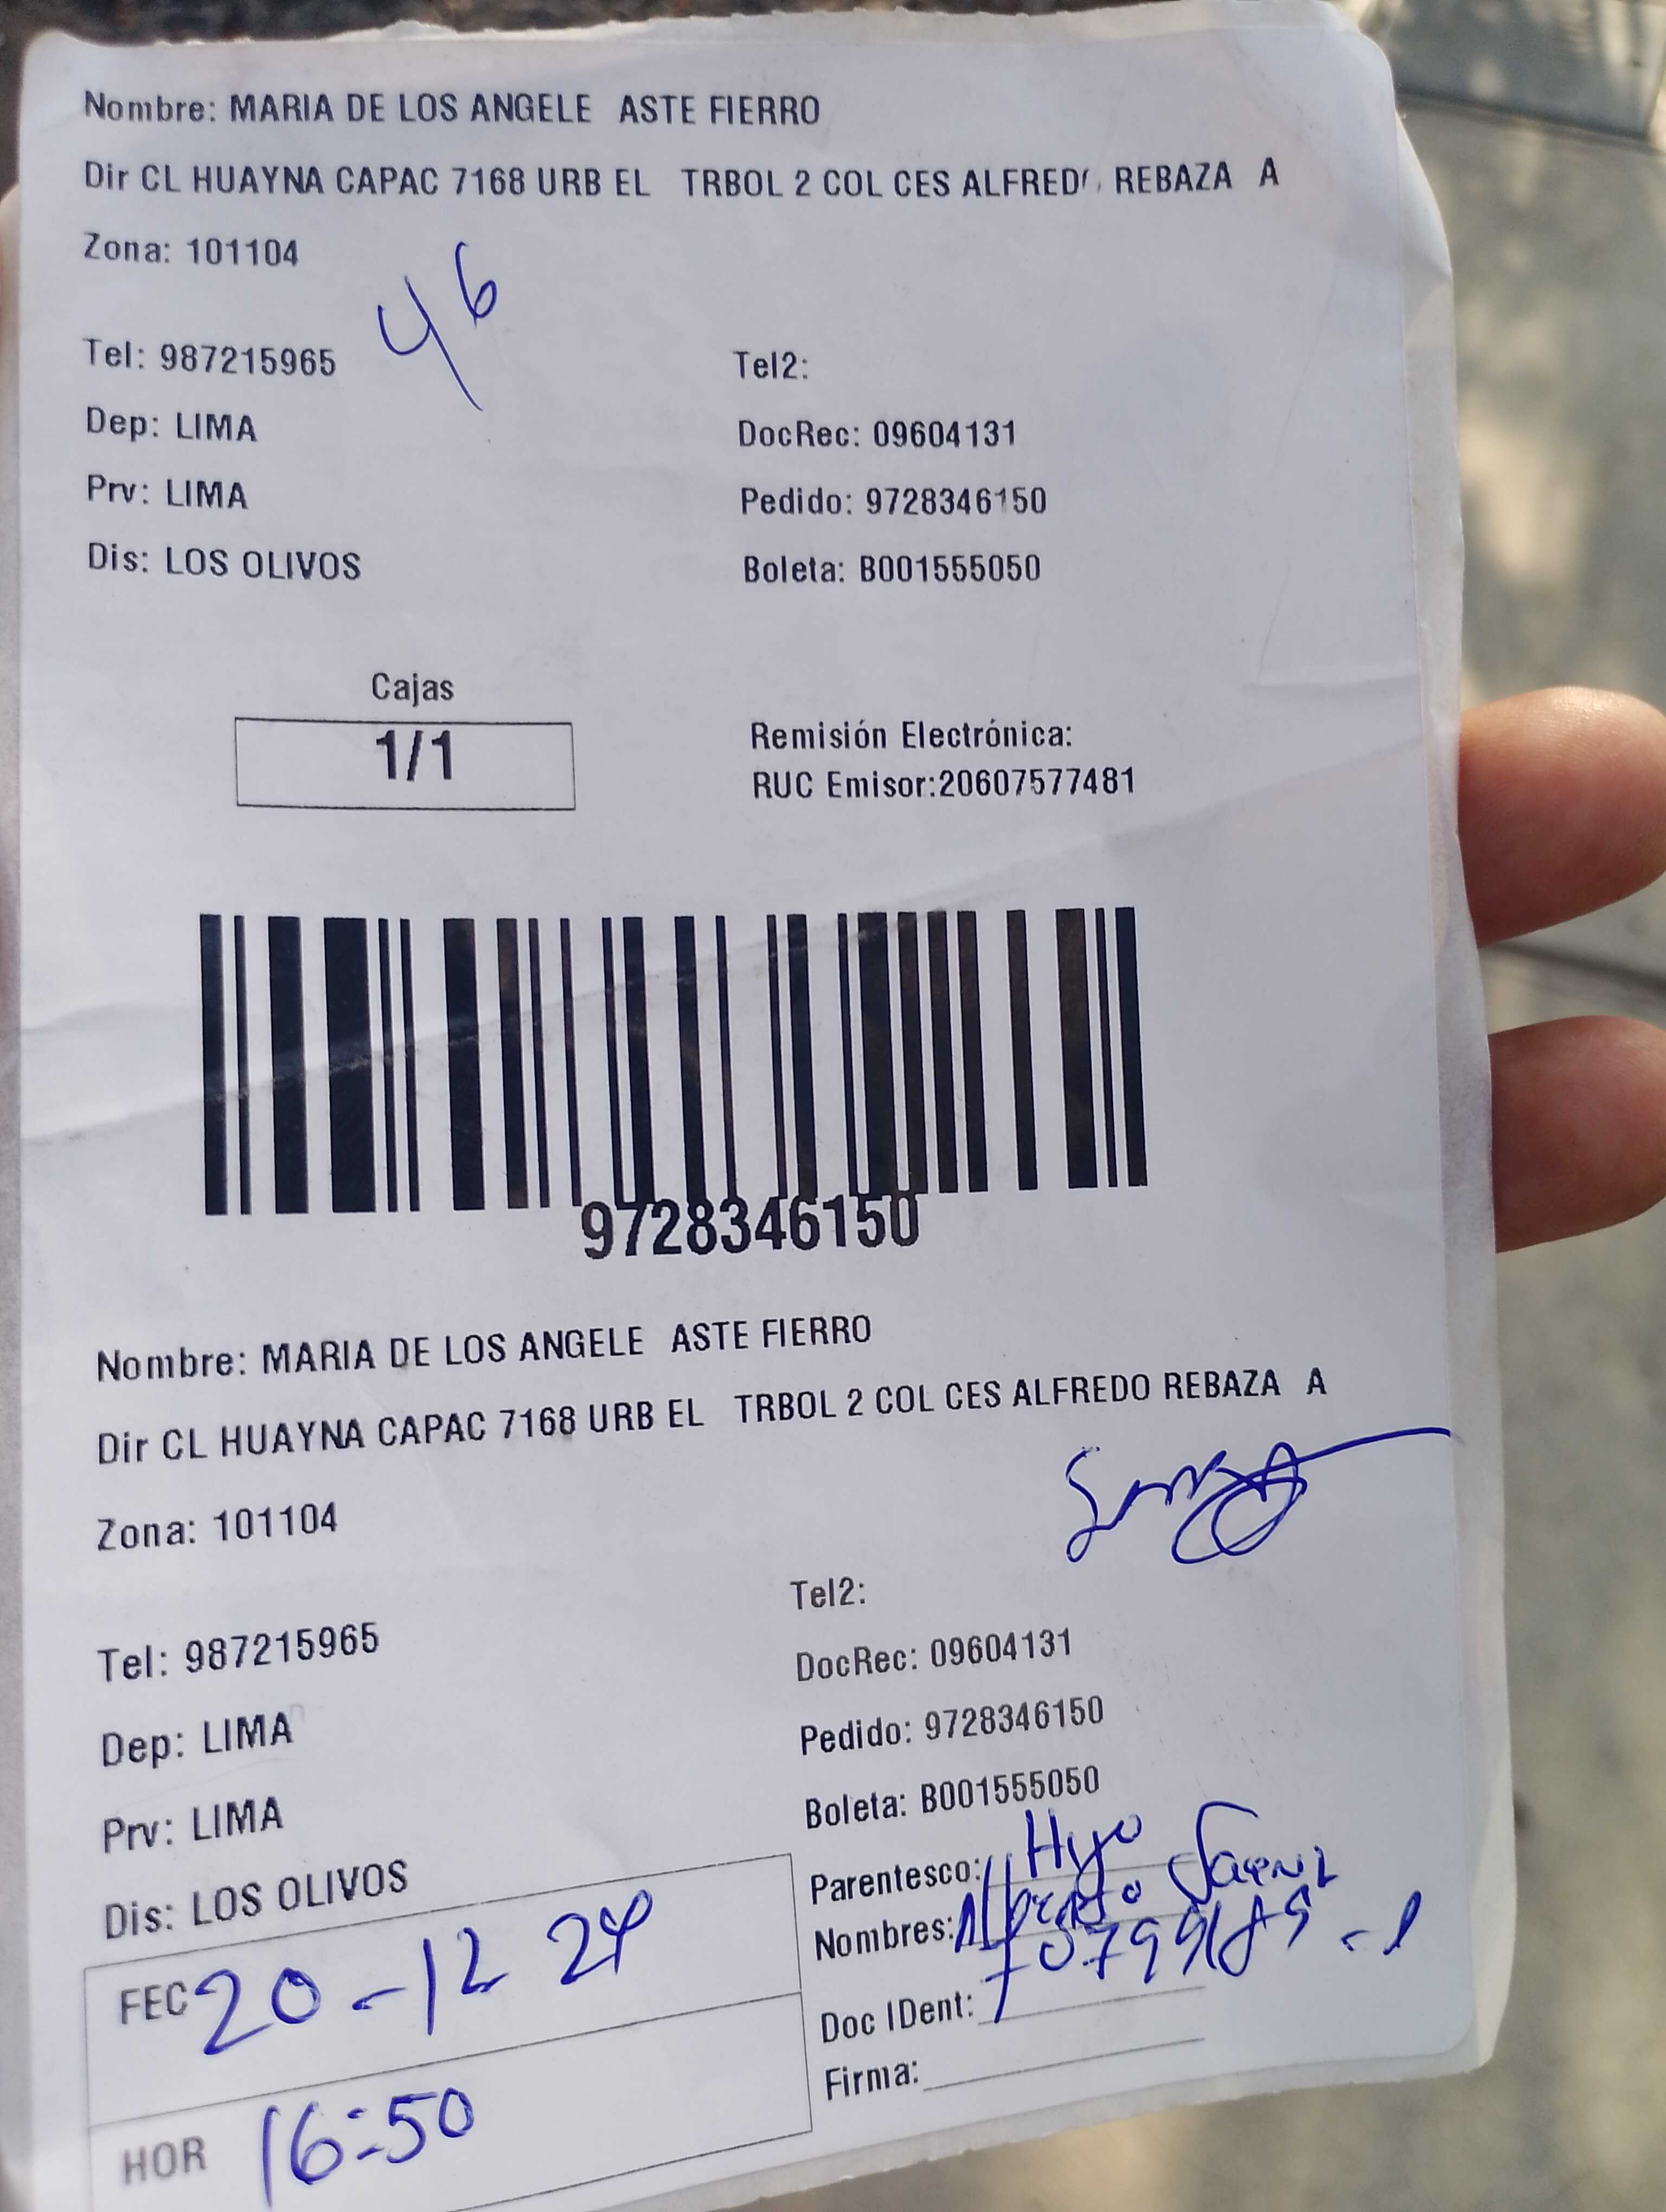 Nombre: MARIA DE LOS ANGELE ASTE FIERRO
Dir CL HUAYNA CAPAC 7168 URB EL TRBOL 2 COL CES ALFREDO REBAZA A
Zona: 101104
46
Tel: 987215965
Tel2:
Dep: LIMA
DocRec: 09604131
Prv: LIMA
Pedido: 9728346150
Dis: LOS OLIVOS
Boleta: B001555050
Cajas
1/1
Remisión Electrónica:
RUC Emisor:20607577481
9728346150
Nombre: MARIA DE LOS ANGELE ASTE FIERRO
Dir CL HUAYNA CAPAC 7168 URB EL TRBOL 2 COL CES ALFREDO REBAZA A
Zona: 101104
Tel2:
Tel: 987215965
DocRec: 09604131
Dep: LIMA
Pedido: 9728346150
Prv: LIMA
Boleta: B001555050
Dis: LOS OLIVOS
Parentesco: Hyo
Nombres: Alberto
FEC 20-12 24
Doc IDent:
Firma:
HOR 16:50